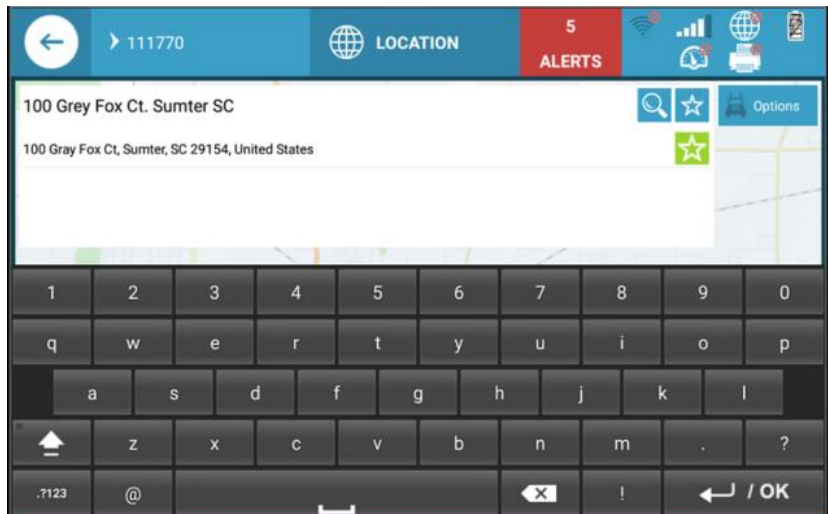 111770
LOCATION
5
ALERTS
100 Grey Fox Ct. Sumter SC
Options
100 Gray Fox Ct, Sumter, SC 29154, United States
1 2 3 4 5 6 7 8 9 0
q w e r t y u i o p
a s d f g h j k l
z x c v b n m . ?
.?123 @ ! / OK